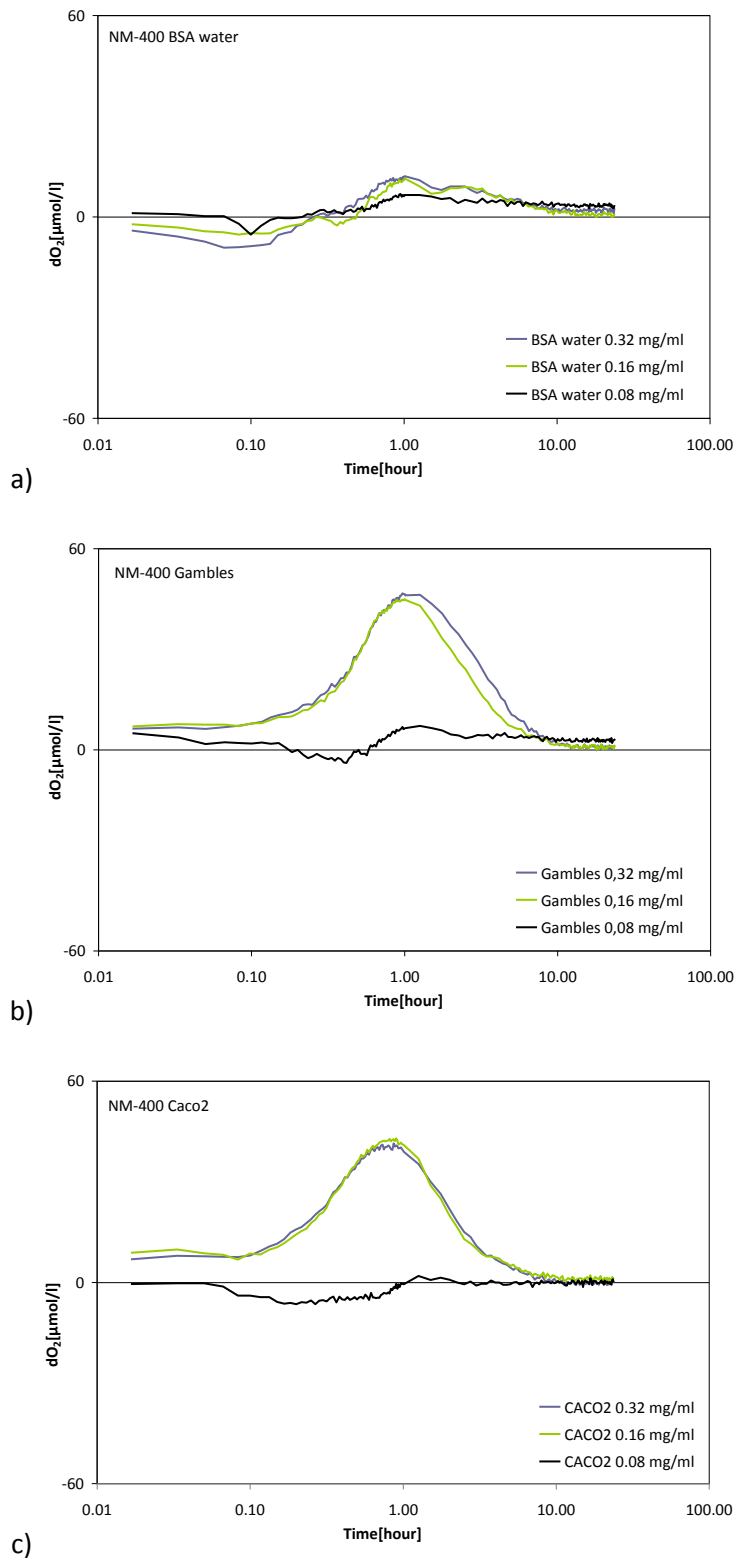 60
NM-400 BSA water
0
dO₂[µmol/l]
BSA water 0.32 mg/ml
BSA water 0.16 mg/ml
BSA water 0.08 mg/ml
-60
0.01 0.10 1.00 10.00 100.00
Time[hour]
a)
60
NM-400 Gambles
0
dO₂[µmol/l]
Gambles 0,32 mg/ml
Gambles 0,16 mg/ml
Gambles 0,08 mg/ml
-60
0.01 0.10 1.00 10.00 100.00
Time[hour]
b)
60
NM-400 Caco2
0
dO₂[µmol/l]
CACO2 0.32 mg/ml
CACO2 0.16 mg/ml
CACO2 0.08 mg/ml
-60
0.01 0.10 1.00 10.00 100.00
Time[hour]
c)